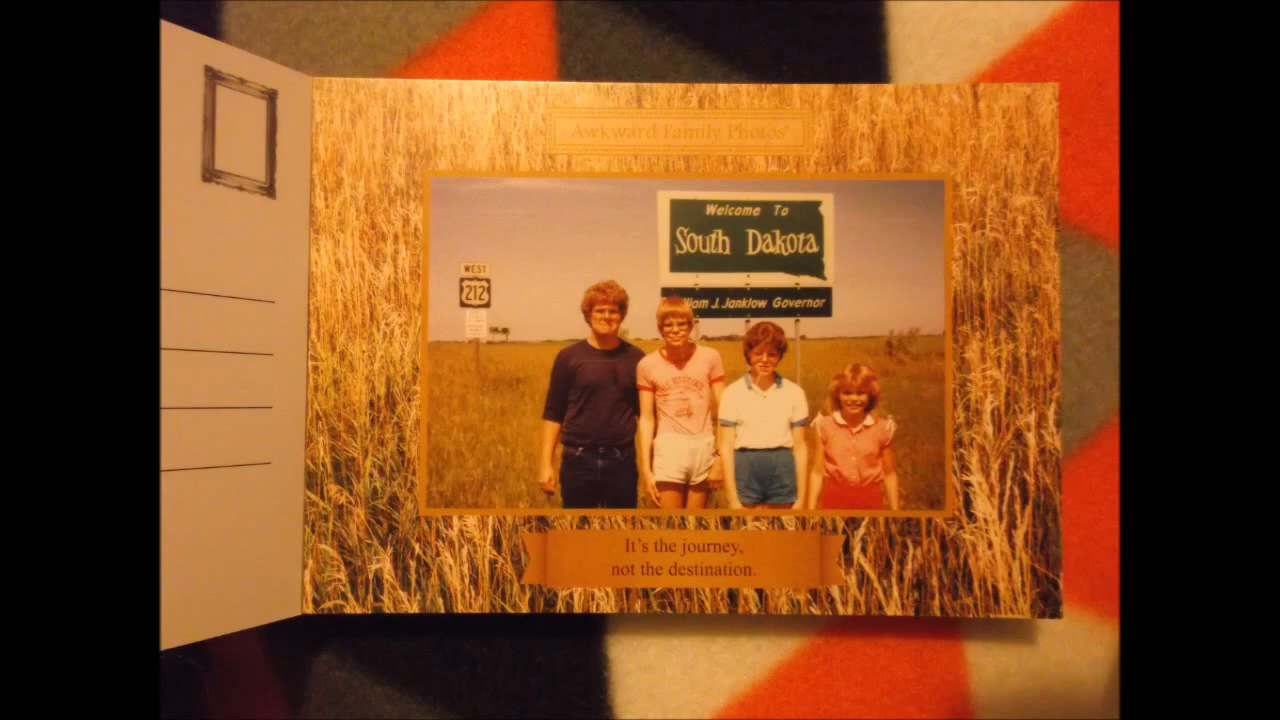 Awkward Family Photos
Welcome To
South Dakota
J. Janklow Governor
WEST
212
It's the journey,
not the destination.